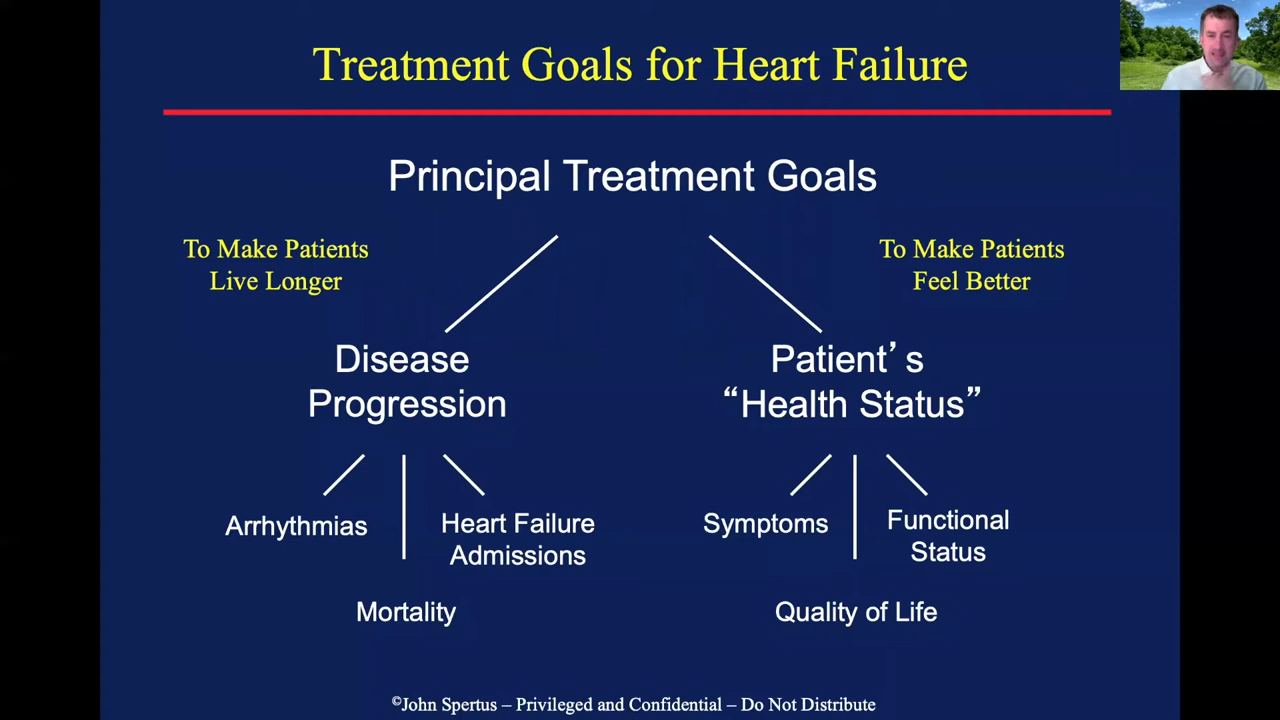 Treatment Goals for Heart Failure
Principal Treatment Goals
To Make Patients
Live Longer
To Make Patients
Feel Better
Disease
Progression
Patient’s
“Health Status”
Arrhythmias
Heart Failure
Admissions
Mortality
Symptoms
Functional
Status
Quality of Life
©John Spertus – Privileged and Confidential – Do Not Distribute